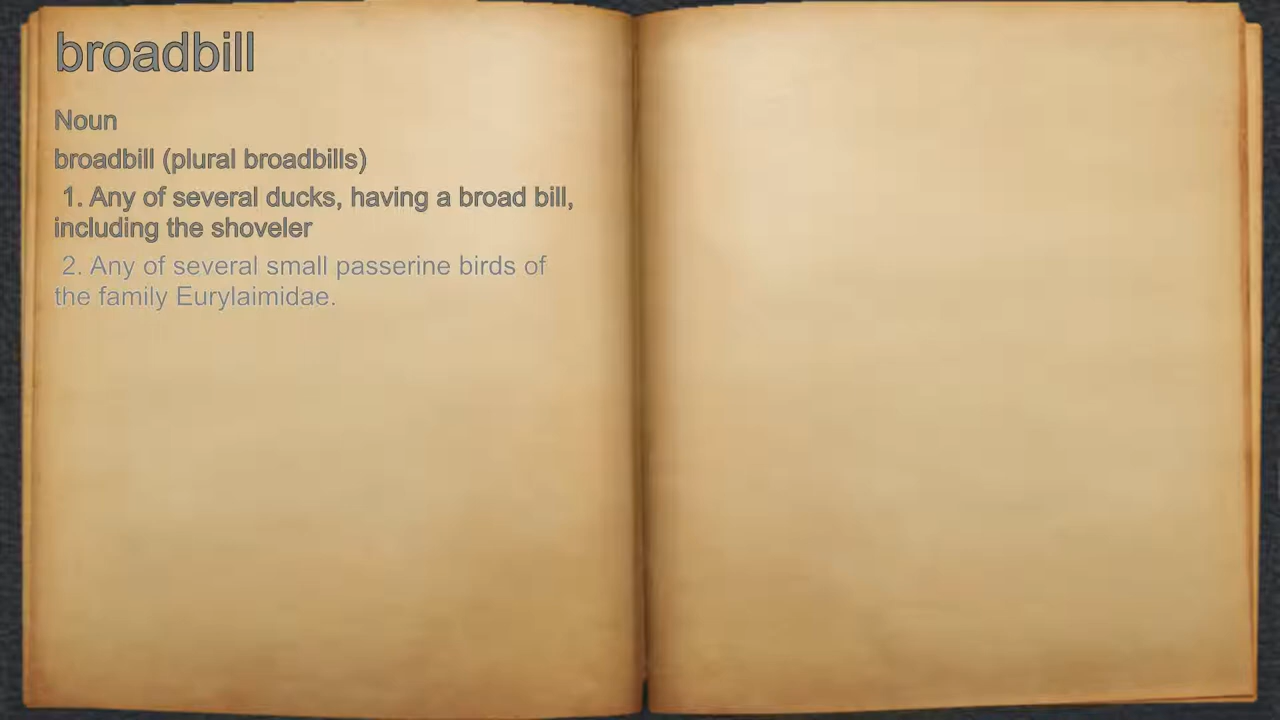 broadbill
Noun
broadbill (plural broadbills)
1. Any of several ducks, having a broad bill,
including the shoveler
2. Any of several small passerine birds of
the family Eurylaimidae.